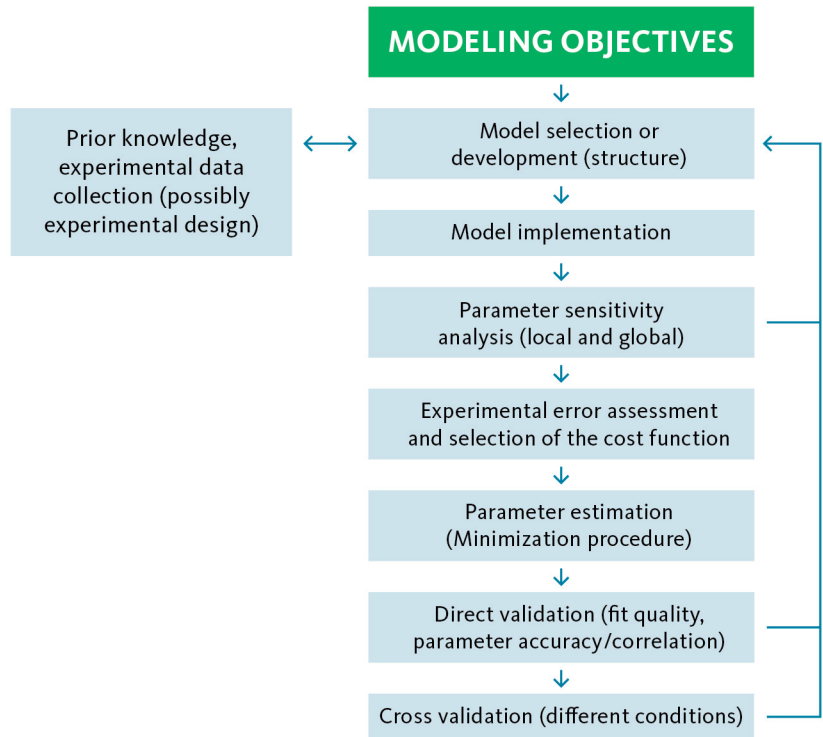 MODELING OBJECTIVES
Prior knowledge,
experimental data
collection (possibly
experimental design)
Model selection or
development (structure)
Model implementation
Parameter sensitivity
analysis (local and global)
Experimental error assessment
and selection of the cost function
Parameter estimation
(Minimization procedure)
Direct validation (fit quality,
parameter accuracy/correlation)
Cross validation (different conditions)